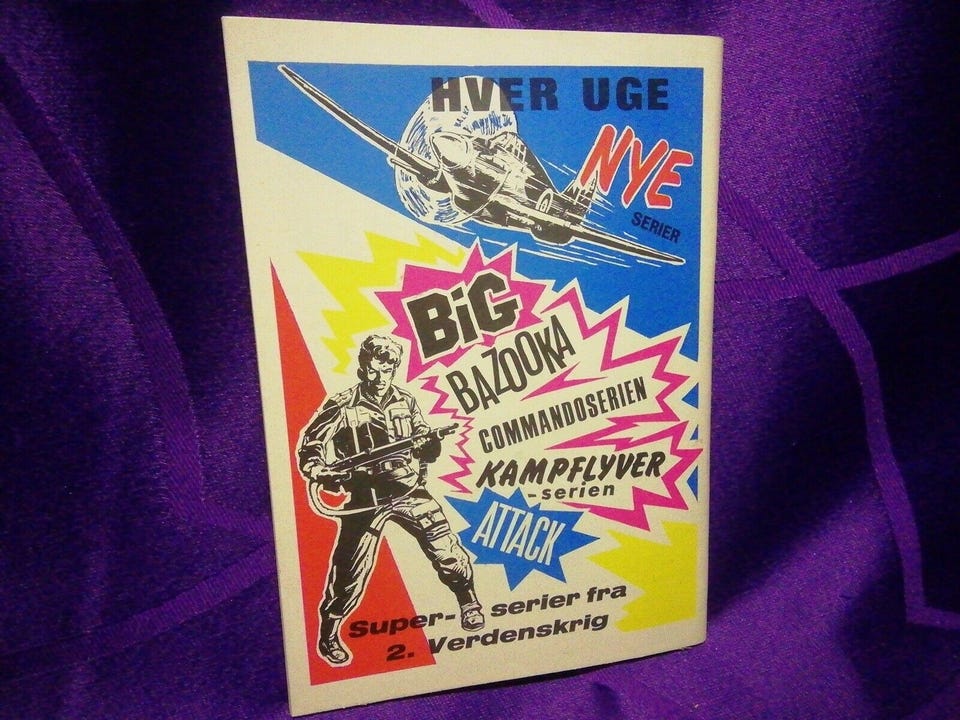 HVER UGE
NYE
SERIER
BiG
BAZOOKA
COMMANDOSERIEN
KAMPFLYVER
-serien
ATTACK
Super- serier fra
2. Verdenskrig